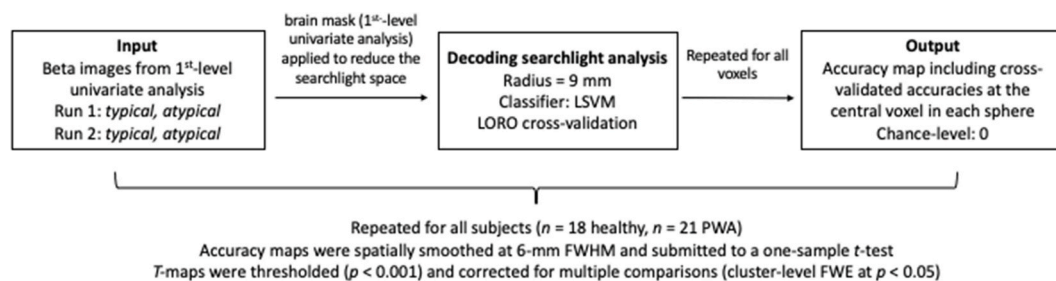 Input
Beta images from 1st-level
univariate analysis
Run 1: typical, atypical
Run 2: typical, atypical
brain mask (1st-level
univariate analysis)
applied to reduce the
searchlight space
Decoding searchlight analysis
Radius = 9 mm
Classifier: LSVM
LORO cross-validation
Repeated for all
voxels
Output
Accuracy map including cross-
validated accuracies at the
central voxel in each sphere
Chance-level: 0
Repeated for all subjects (n = 18 healthy, n = 21 PWA)
Accuracy maps were spatially smoothed at 6-mm FWHM and submitted to a one-sample t-test
T-maps were thresholded (p < 0.001) and corrected for multiple comparisons (cluster-level FWE at p < 0.05)